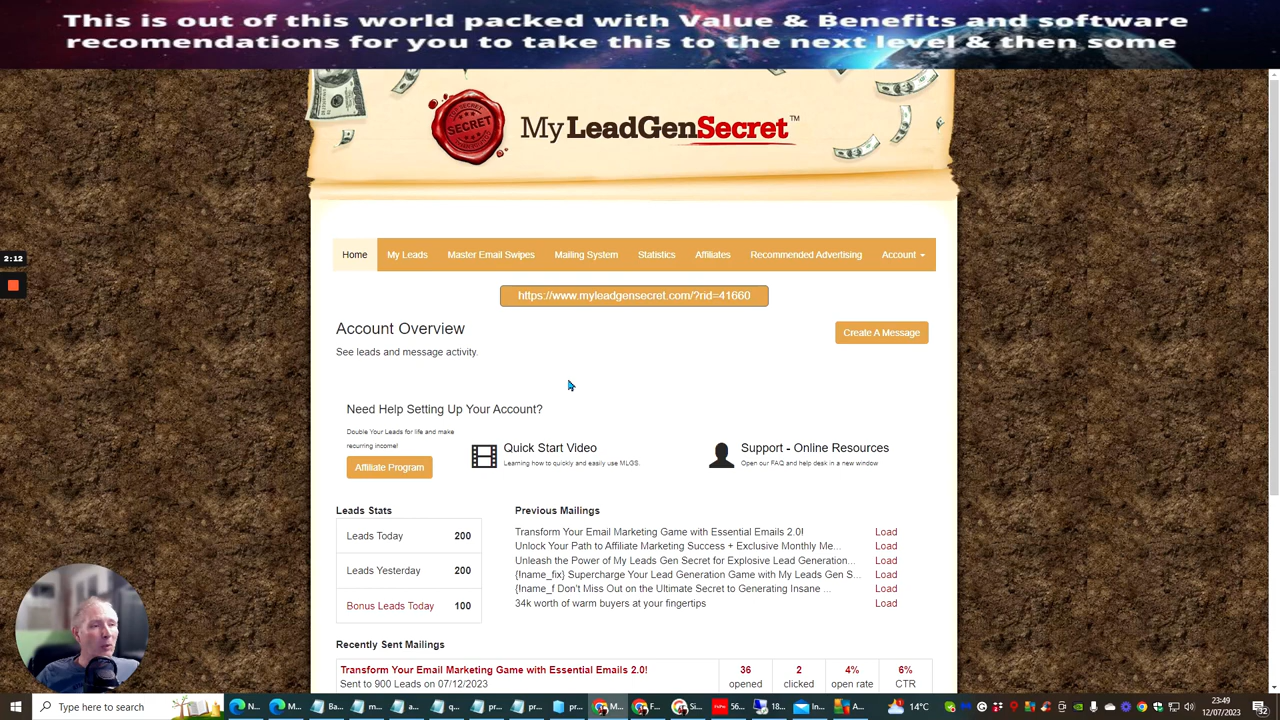 This is out of this world packed with Value & Benefits and software
recomendations for you to take this to the next level & then some
SECRET
MyLeadGenSecret™
Home My Leads Master Email Swipes Mailing System Statistics Affiliates Recommended Advertising Account
2:12
https://www.myleadgensecret.com/?rid=41660
Account Overview
Create A Message
See leads and message activity.
Need Help Setting Up Your Account?
Double Your Leads for life and make
recurring income!
Affiliate Program
Quick Start Video
Learning how to quickly and easily use MLGS.
Support - Online Resources
Open our FAQ and help desk in a new window
Leads Stats
Leads Today 200
Leads Yesterday 200
Bonus Leads Today 100
Previous Mailings
Transform Your Email Marketing Game with Essential Emails 2.0! Load
Unlock Your Path to Affiliate Marketing Success + Exclusive Monthly Me... Load
Unleash the Power of My Leads Gen Secret for Explosive Lead Generation... Load
{Iname_fix} Supercharge Your Lead Generation Game with My Leads Gen S... Load
{Iname_f Don't Miss Out on the Ultimate Secret to Generating Insane ... Load
34k worth of warm buyers at your fingertips Load
Recently Sent Mailings
Transform Your Email Marketing Game with Essential Emails 2.0! 36 2 4% 6%
Sent to 900 Leads on 07/12/2023 opened clicked open rate CTR
Type here to search
N... M... Ba... m... a... q... pr... pr... pr... M... F... Si... 56... 18... In... A... 14°C
23:49
12/07/2023